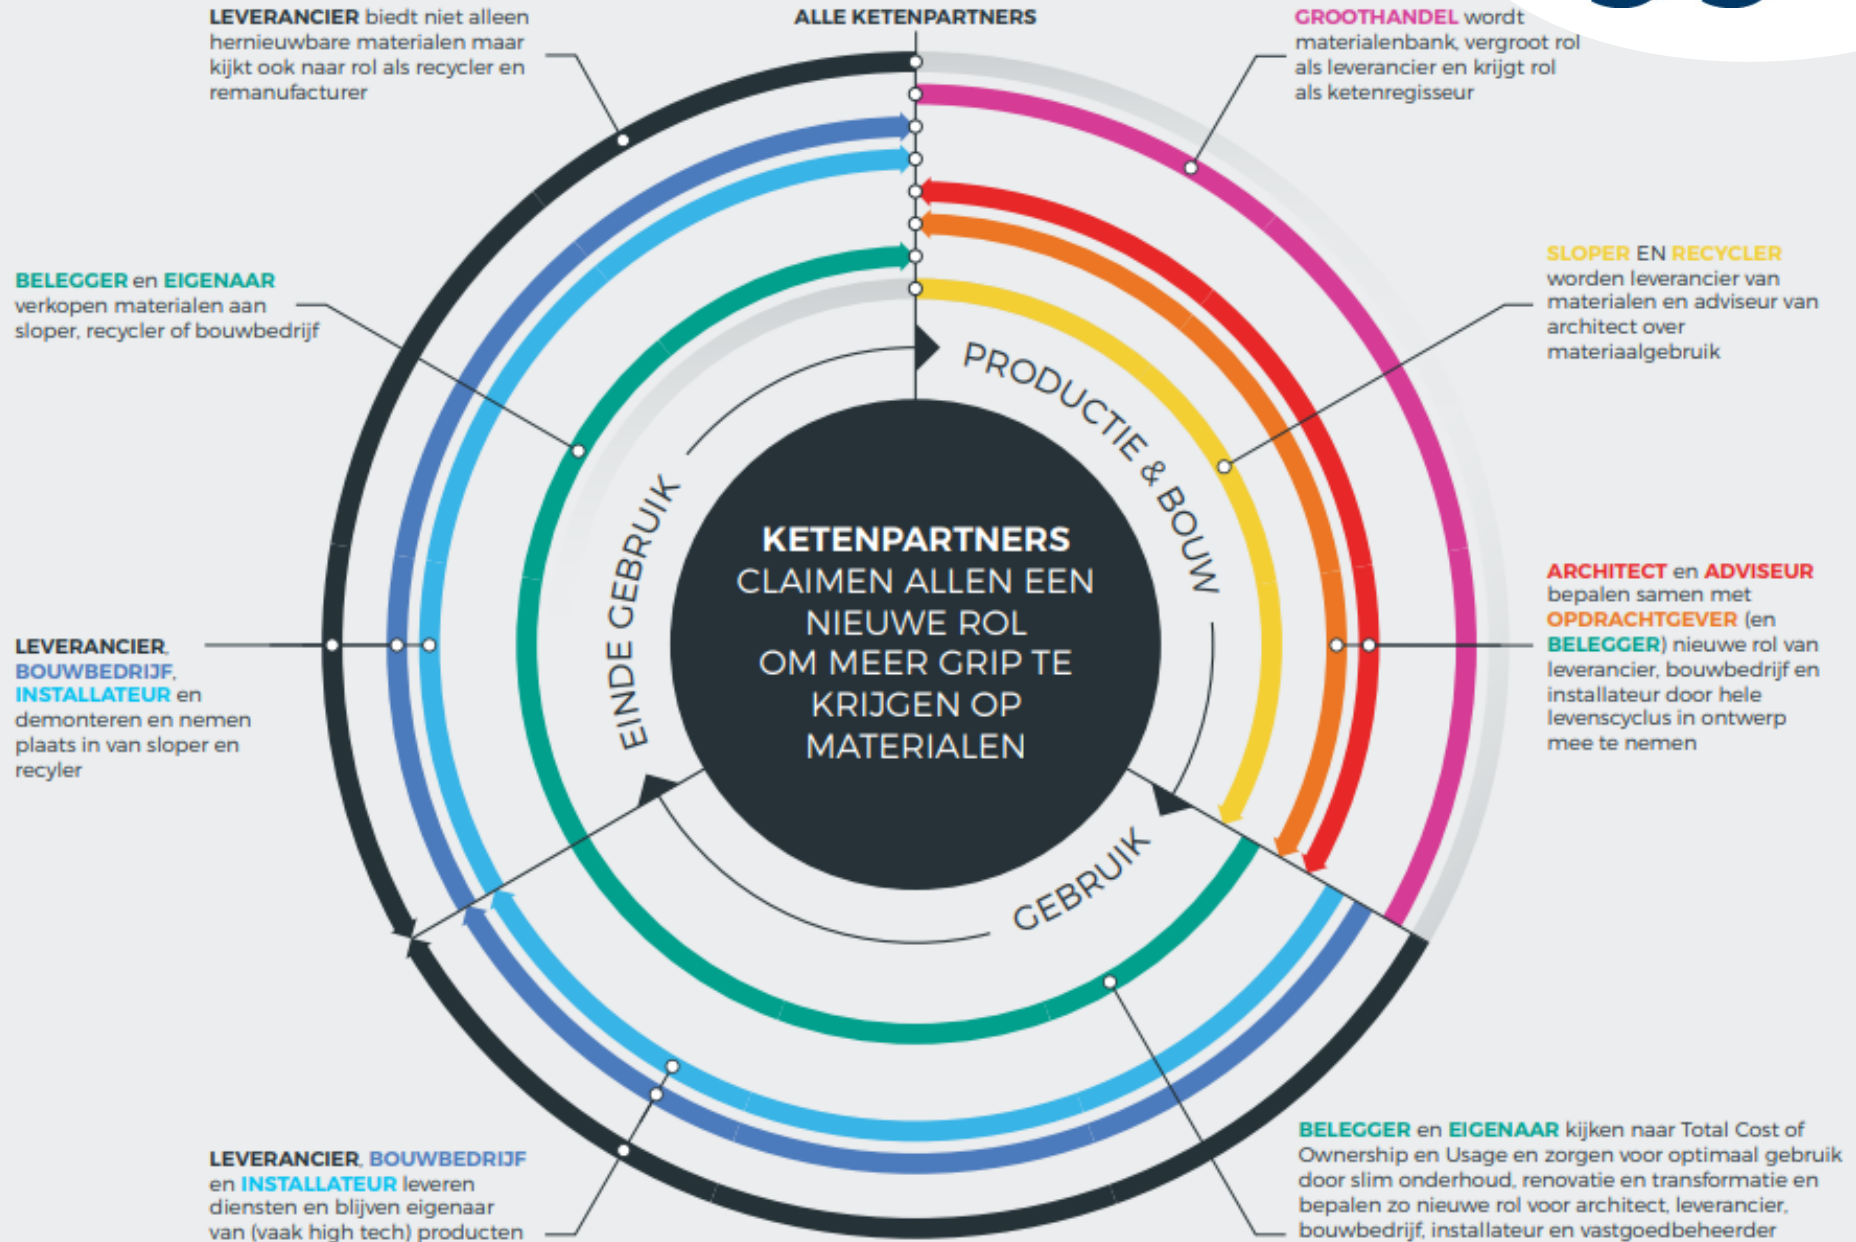 LEVERANCIER biedt niet alleen
hernieuwbare materialen maar
kijkt ook naar rol als recycler en
remanufacturer
ALLE KETENPARTNERS
GROOTHANDEL wordt
materialenbank, vergroot rol
als leverancier en krijgt rol
als ketenregisseur
BELEGGER en EIGENAAR
verkopen materialen aan
sloper, recycler of bouwbedrijf
SLOPER EN RECYCLER
worden leverancier van
materialen en adviseur van
architect over
materiaalgebruik
PRODUCTIE & BOUW
EINDE GEBRUIK
GEBRUIK
KETENPARTNERS
CLAIMEN ALLEN EEN
NIEUWE ROL
OM MEER GRIP TE
KRIJGEN OP
MATERIALEN
LEVERANCIER,
BOUWBEDRIJF,
INSTALLATEUR en
demonteren en nemen
plaats in van sloper en
recyler
ARCHITECT en ADVISEUR
bepalen samen met
OPDRACHTGEVER (en
BELEGGER) nieuwe rol van
leverancier, bouwbedrijf en
installateur door hele
levenscyclus in ontwerp
mee te nemen
LEVERANCIER, BOUWBEDRIJF
en INSTALLATEUR leveren
diensten en blijven eigenaar
van (vaak high tech) producten
BELEGGER en EIGENAAR kijken naar Total Cost of
Ownership en Usage en zorgen voor optimaal gebruik
door slim onderhoud, renovatie en transformatie en
bepalen zo nieuwe rol voor architect, leverancier,
bouwbedrijf, installateur en vastgoedbeheerder